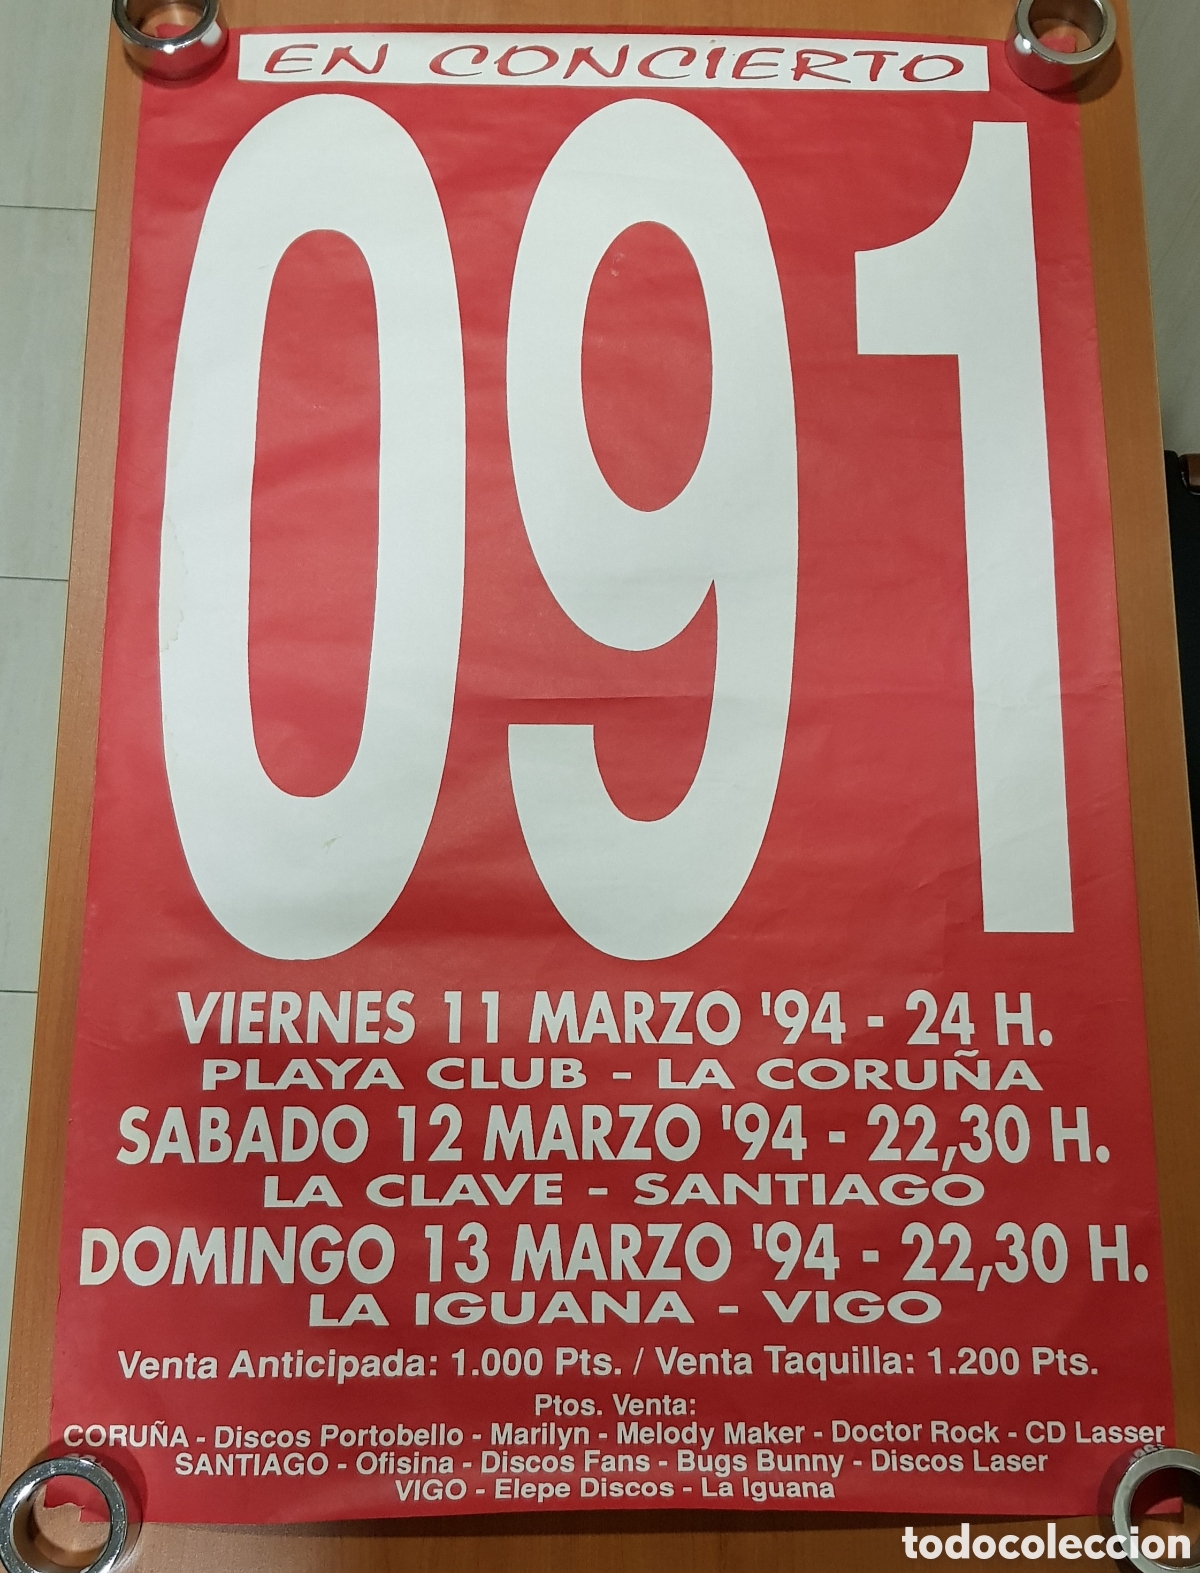 EN CONCIERTO
091
VIERNES 11 MARZO '94 - 24 H.
PLAYA CLUB - LA CORUÑA
SABADO 12 MARZO '94 - 22,30 H.
LA CLAVE - SANTIAGO
DOMINGO 13 MARZO '94 - 22,30 H.
LA IGUANA - VIGO
Venta Anticipada: 1.000 Pts. / Venta Taquilla: 1.200 Pts.
Ptos. Venta:
CORUÑA - Discos Portobello - Marilyn - Melody Maker - Doctor Rock - CD Lasser
SANTIAGO - Ofisina - Discos Fans - Bugs Bunny - Discos Laser
VIGO - Elepe Discos - La Iguana
todocoleccion